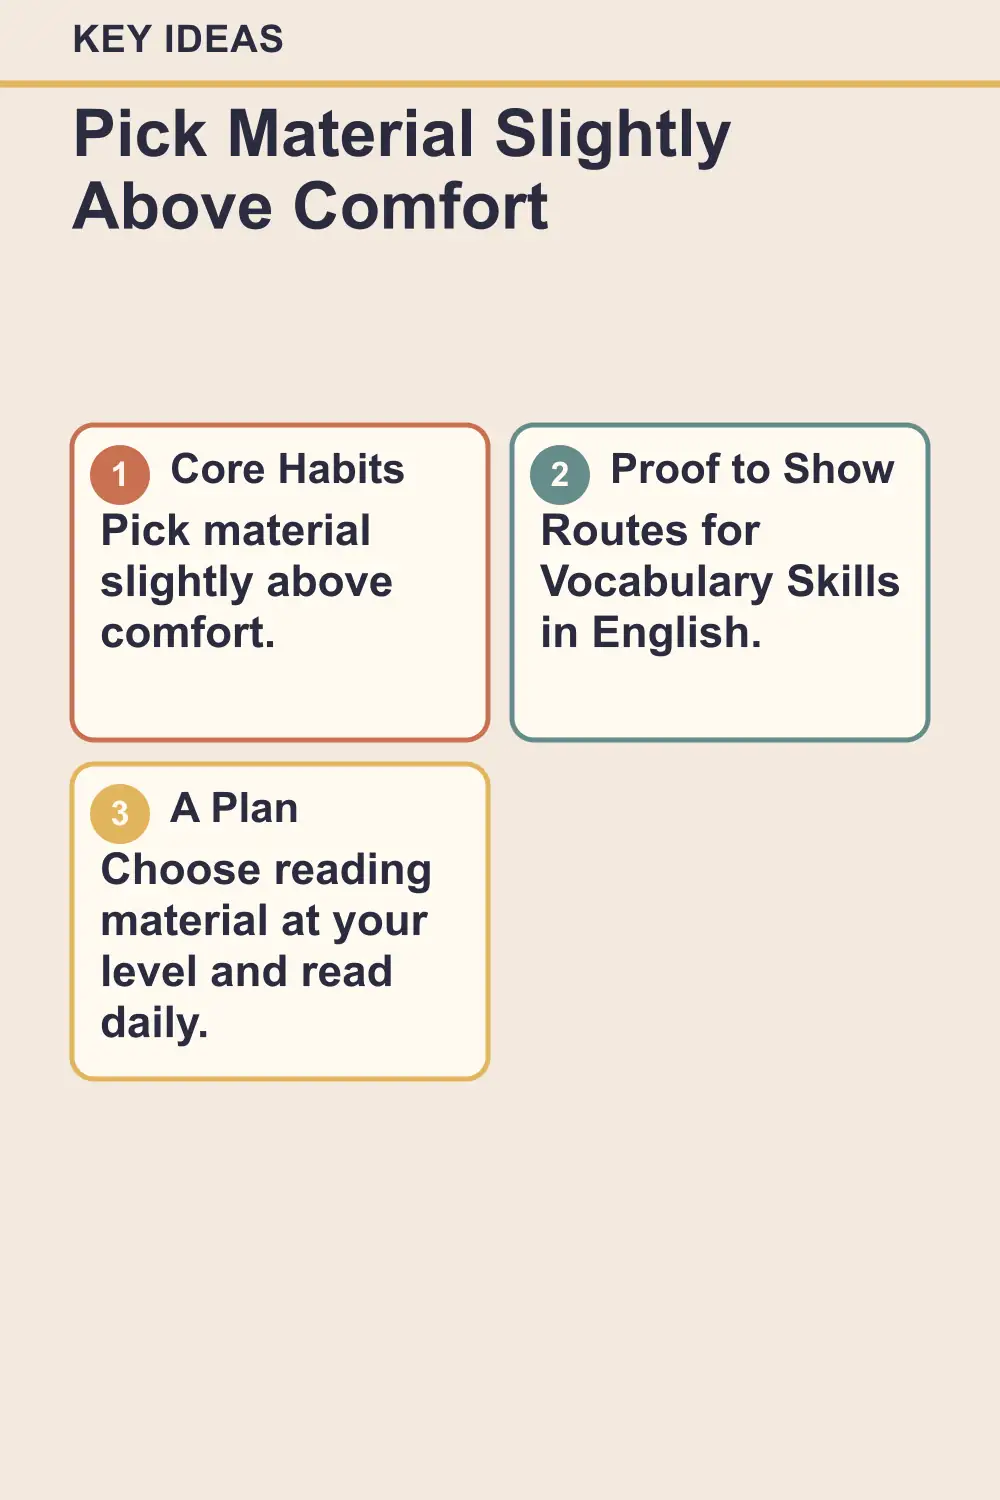 KEY IDEAS
Pick Material Slightly
Above Comfort
1 Core Habits
Pick material
slightly above
comfort.
2 Proof to Show
Routes for
Vocabulary Skills
in English.
3 A Plan
Choose reading
material at your
level and read
daily.